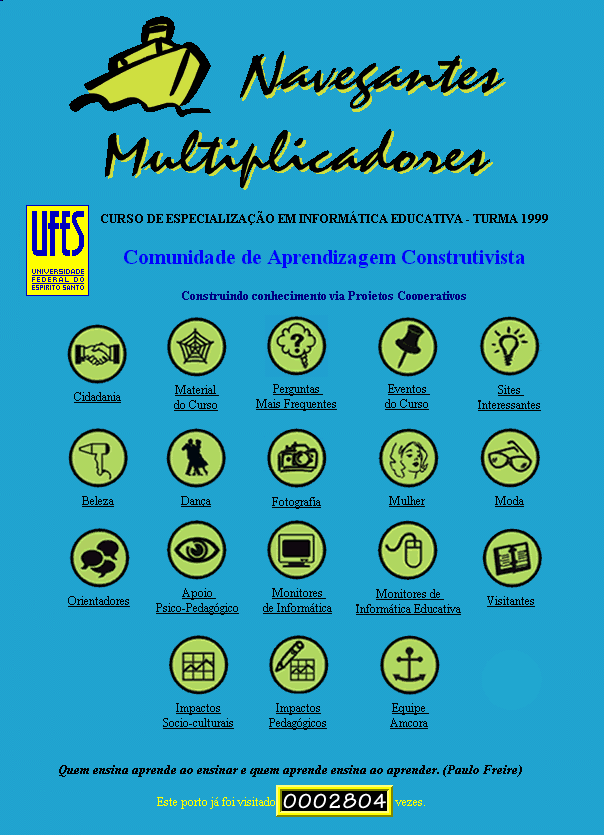 Navegantes
Multiplicadores
UFES
UNIVERSIDADE
FEDERAL DO
ESPIRITO SANTO
CURSO DE ESPECIALIZAÇÃO EM INFORMÁTICA EDUCATIVA - TURMA 1999
Comunidade de Aprendizagem Construtivista
Construindo conhecimento via Projetos Cooperativos
Cidadania
Material
do Curso
Perguntas
Mais Frequentes
Eventos
do Curso
Sites
Interessantes
Beleza
Dança
Fotografia
Mulher
Moda
Orientadores
Apoio
Psico-Pedagógico
Monitores
de Informática
Monitores de
Informática Educativa
Visitantes
Impactos
Socio-culturais
Impactos
Pedagógicos
Equipe
Amcora
Quem ensina aprende ao ensinar e quem aprende ensina ao aprender. (Paulo Freire)
Este porto já foi visitado 0002804 vezes.